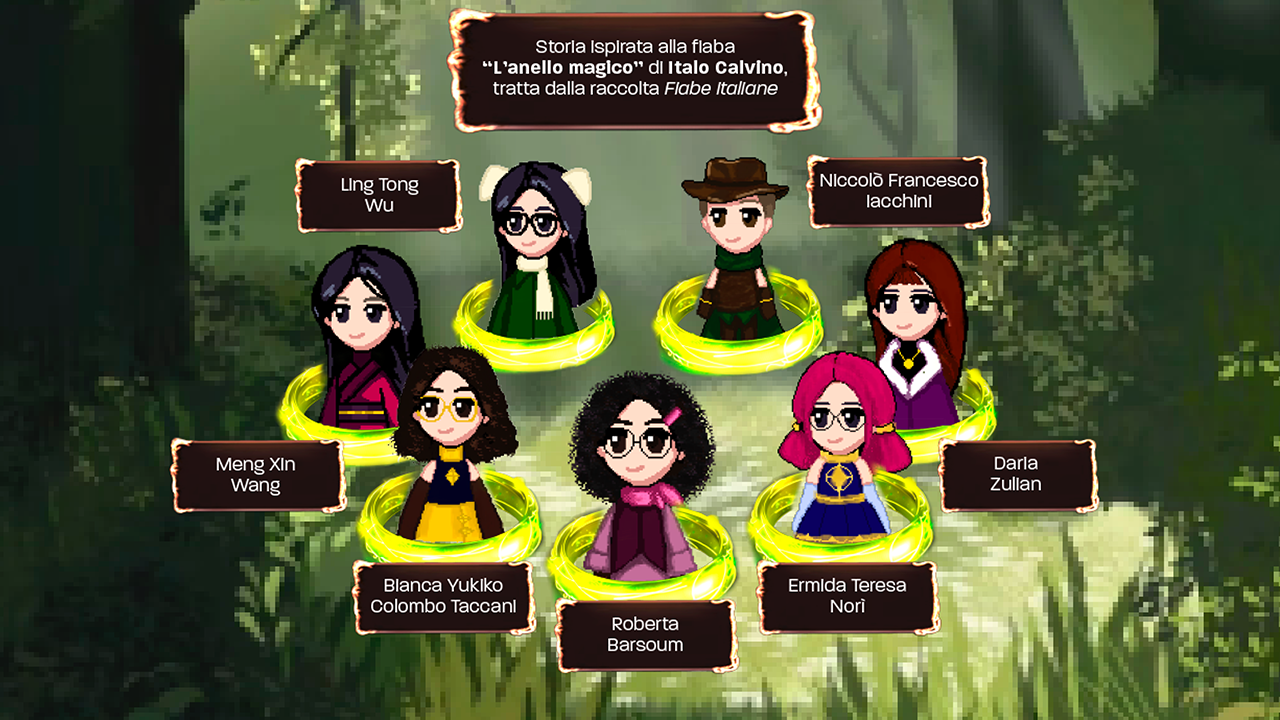 Storia ispirata alla fiaba
“L’anello magico” di Italo Calvino,
tratta dalla raccolta Fiabe Italiane
Ling Tong
Wu
Niccolò Francesco
Iacchini
Meng Xin
Wang
Daria
Zulian
Bianca Yukiko
Colombo Taccani
Ermida Teresa
Norì
Roberta
Barsoum